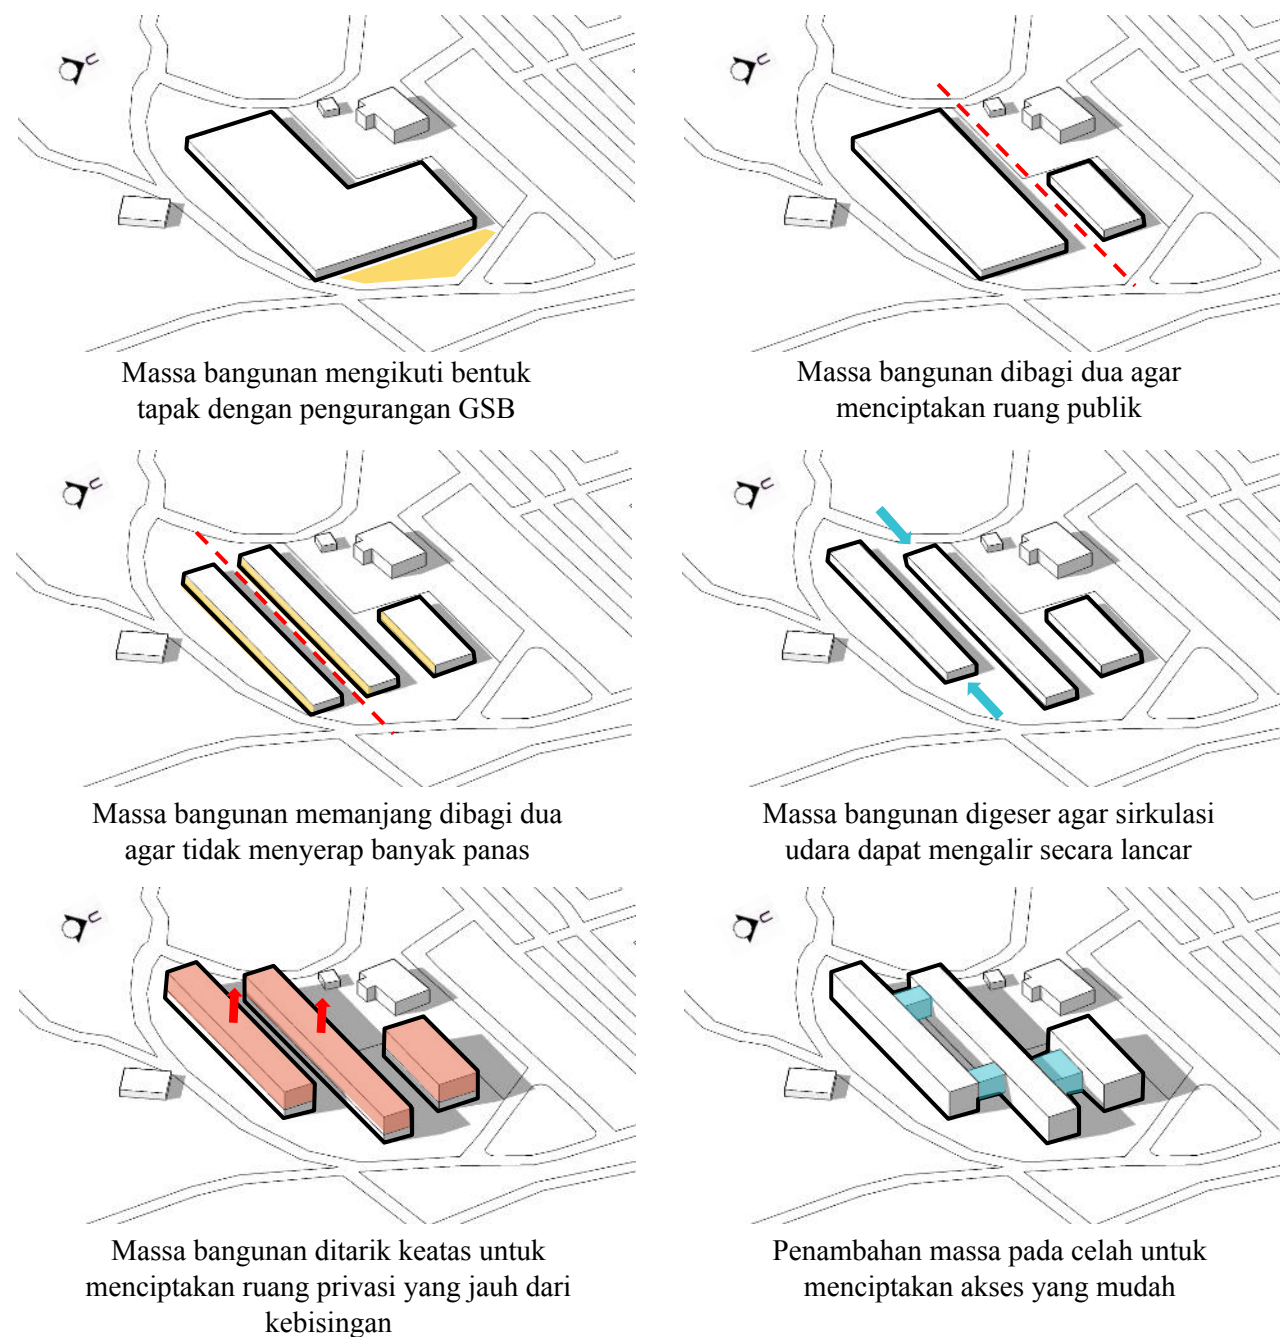 U
U
Massa bangunan mengikuti bentuk
tapak dengan pengurangan GSB
Massa bangunan dibagi dua agar
menciptakan ruang publik
U
U
Massa bangunan memanjang dibagi dua
agar tidak menyerap banyak panas
Massa bangunan digeser agar sirkulasi
udara dapat mengalir secara lancar
U
U
Massa bangunan ditarik keatas untuk
menciptakan ruang privasi yang jauh dari
kebisingan
Penambahan massa pada celah untuk
menciptakan akses yang mudah